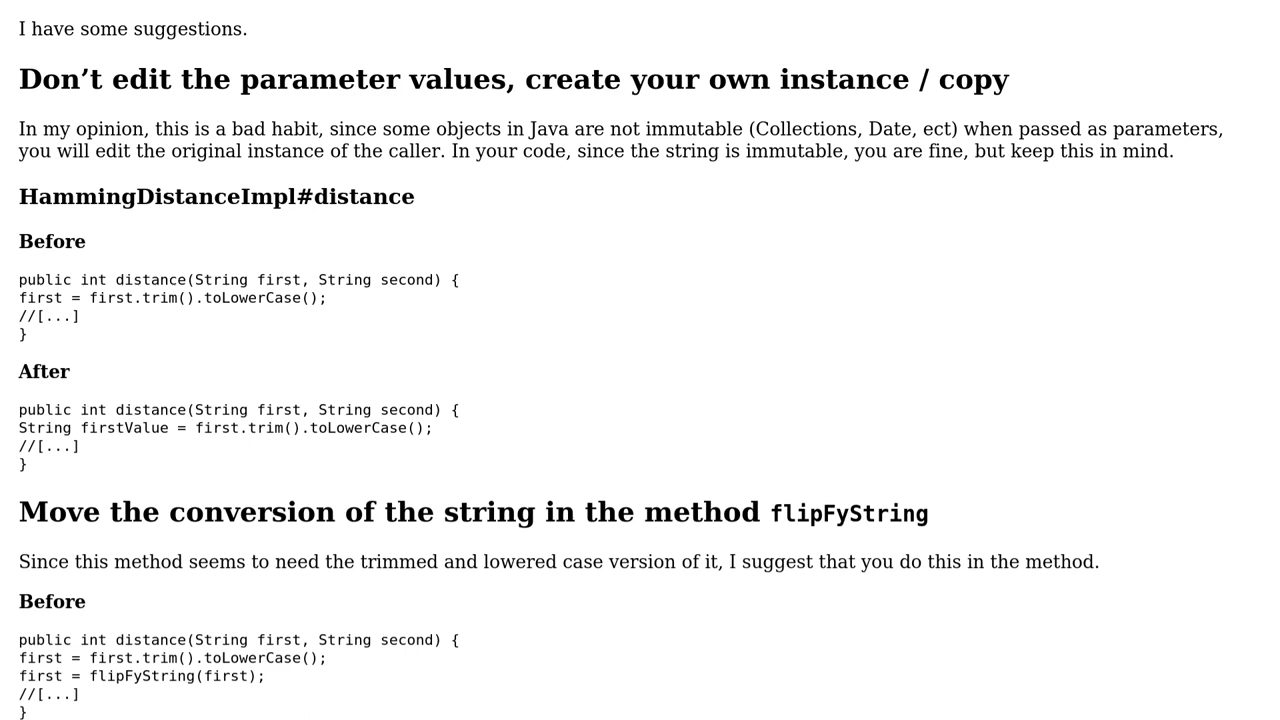 I have some suggestions.
Don’t edit the parameter values, create your own instance / copy
In my opinion, this is a bad habit, since some objects in Java are not immutable (Collections, Date, ect) when passed as parameters,
you will edit the original instance of the caller. In your code, since the string is immutable, you are fine, but keep this in mind.
HammingDistanceImpl#distance
Before
public int distance(String first, String second) {
first = first.trim().toLowerCase();
//[...]
}
After
public int distance(String first, String second) {
String firstValue = first.trim().toLowerCase();
//[...]
}
Move the conversion of the string in the method flipFyString
Since this method seems to need the trimmed and lowered case version of it, I suggest that you do this in the method.
Before
public int distance(String first, String second) {
first = first.trim().toLowerCase();
first = flipFyString(first);
//[...]
}